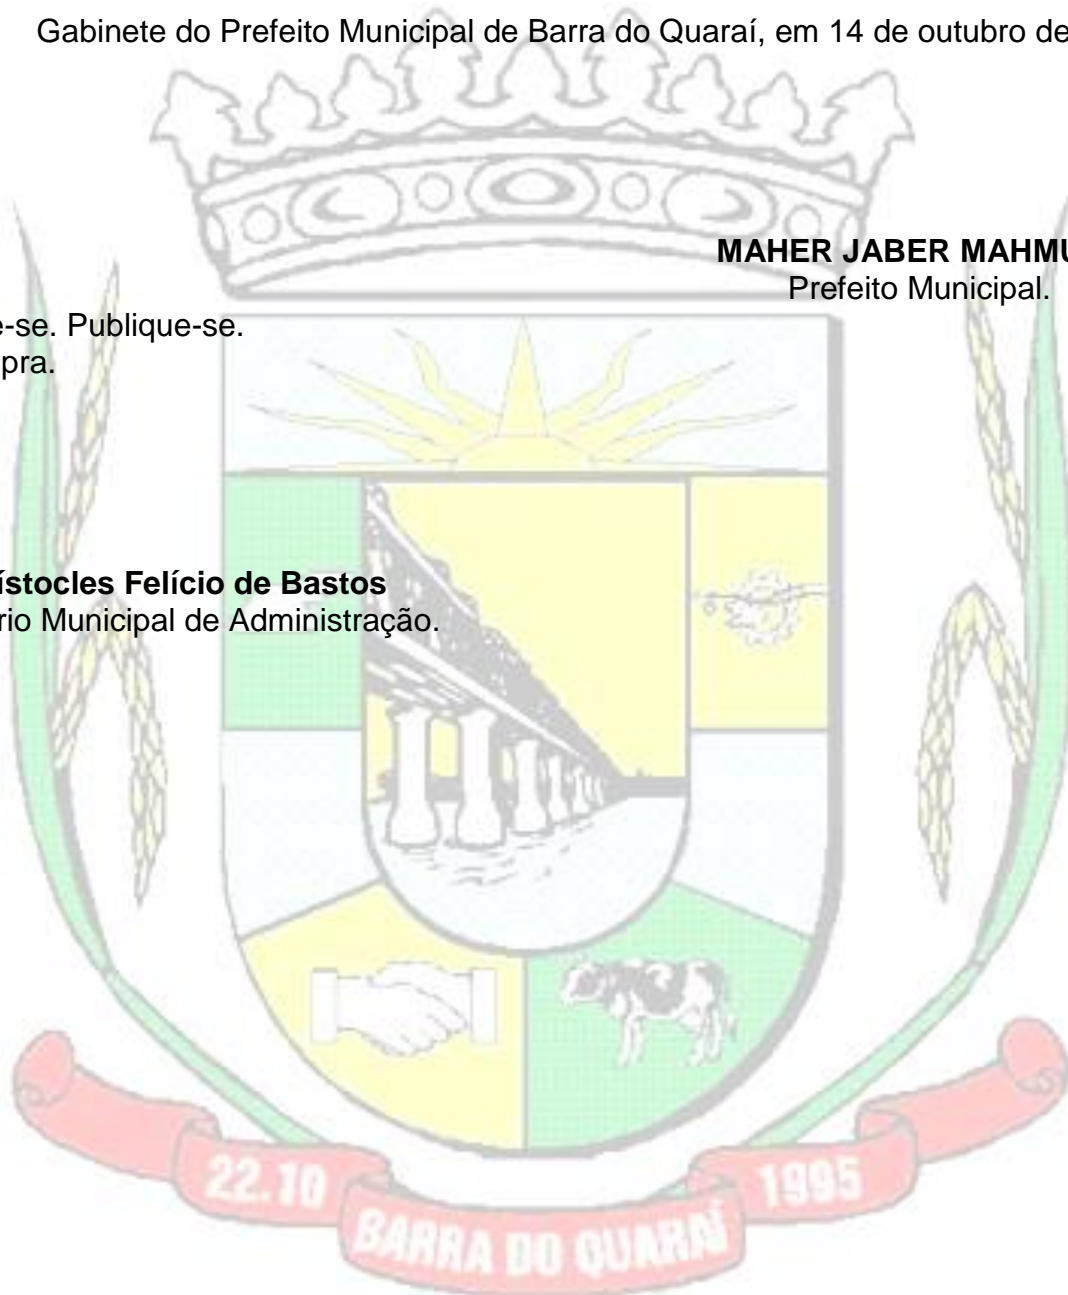 Gabinete do Prefeito Municipal de Barra do Quaraí, em 14 de outubro de
MAHER JABER MAHMU
Prefeito Municipal.
e-se. Publique-se.
pra.
ístocles Felício de Bastos
rio Municipal de Administração.
22.10
1995
BARRA DO QUARAÍ